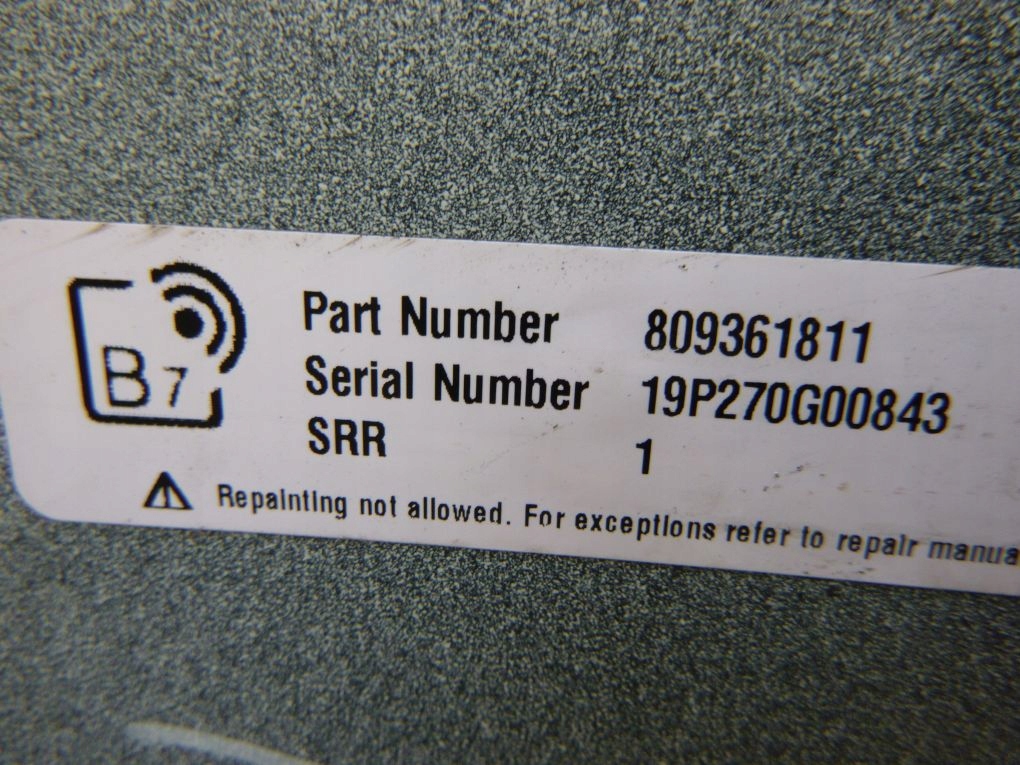 B7
Part Number 809361811
Serial Number 19P270G00843
SRR 1
Repainting not allowed. For exceptions refer to repair manua